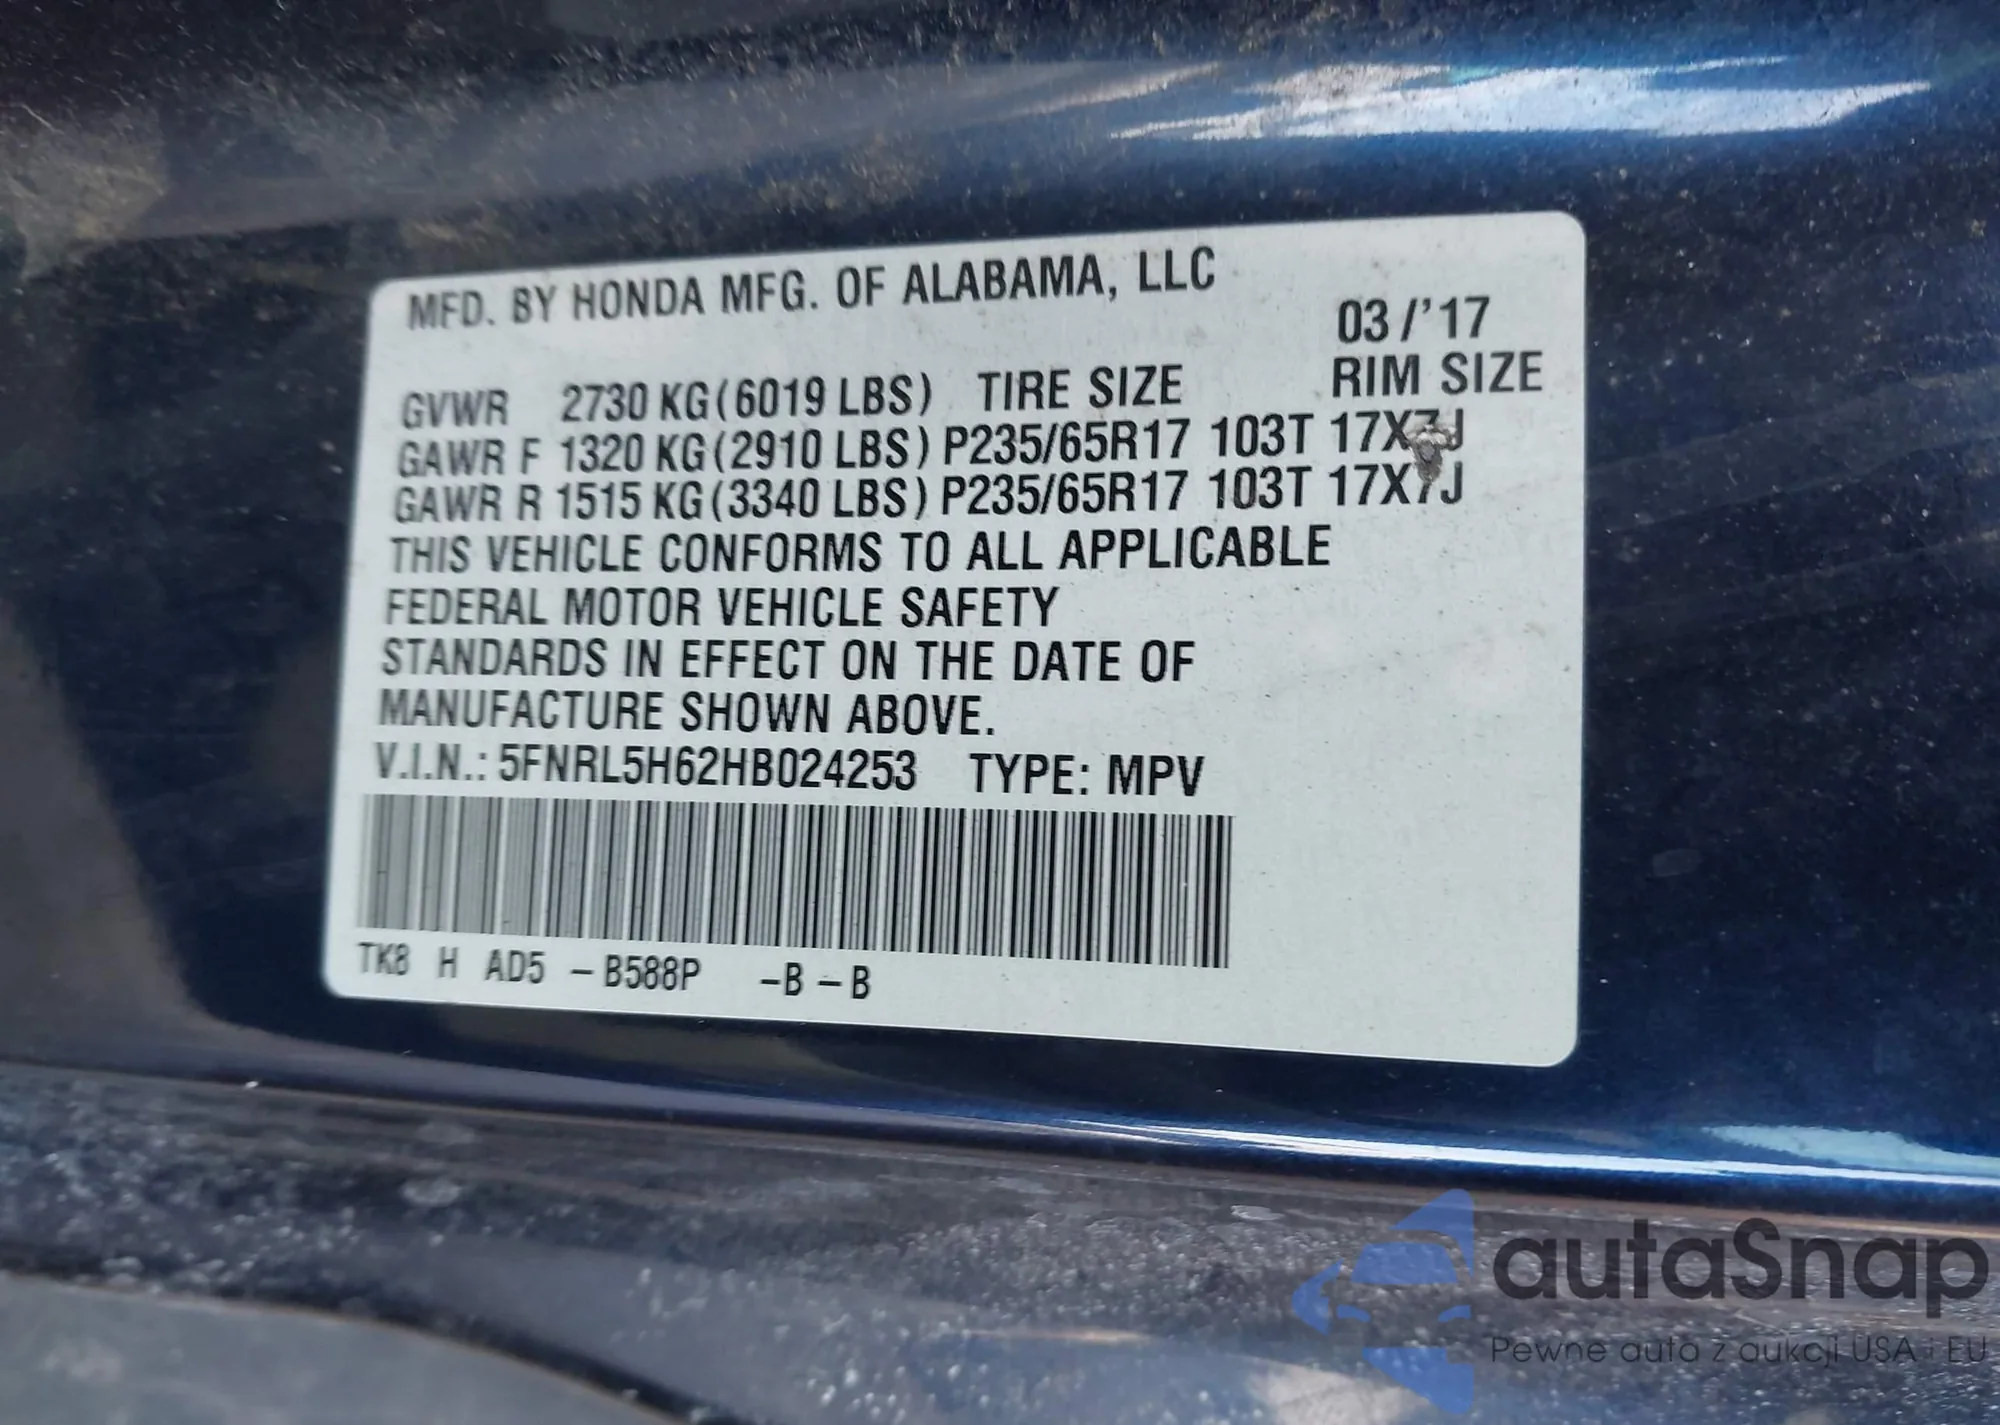 MFD. BY HONDA MFG. OF ALABAMA, LLC
03/'17
GVWR 2730 KG(6019 LBS) TIRE SIZE RIM SIZE
GAWR F 1320 KG(2910 LBS) P235/65R17 103T 17X7J
GAWR R 1515 KG(3340 LBS) P235/65R17 103T 17X7J
THIS VEHICLE CONFORMS TO ALL APPLICABLE
FEDERAL MOTOR VEHICLE SAFETY
STANDARDS IN EFFECT ON THE DATE OF
MANUFACTURE SHOWN ABOVE.
V.I.N.: 5FNRL5H62HB024253 TYPE: MPV
TK8 H AD5 -B588P -B-B
autaSnap
Pewne auta z aukcji USA i EU